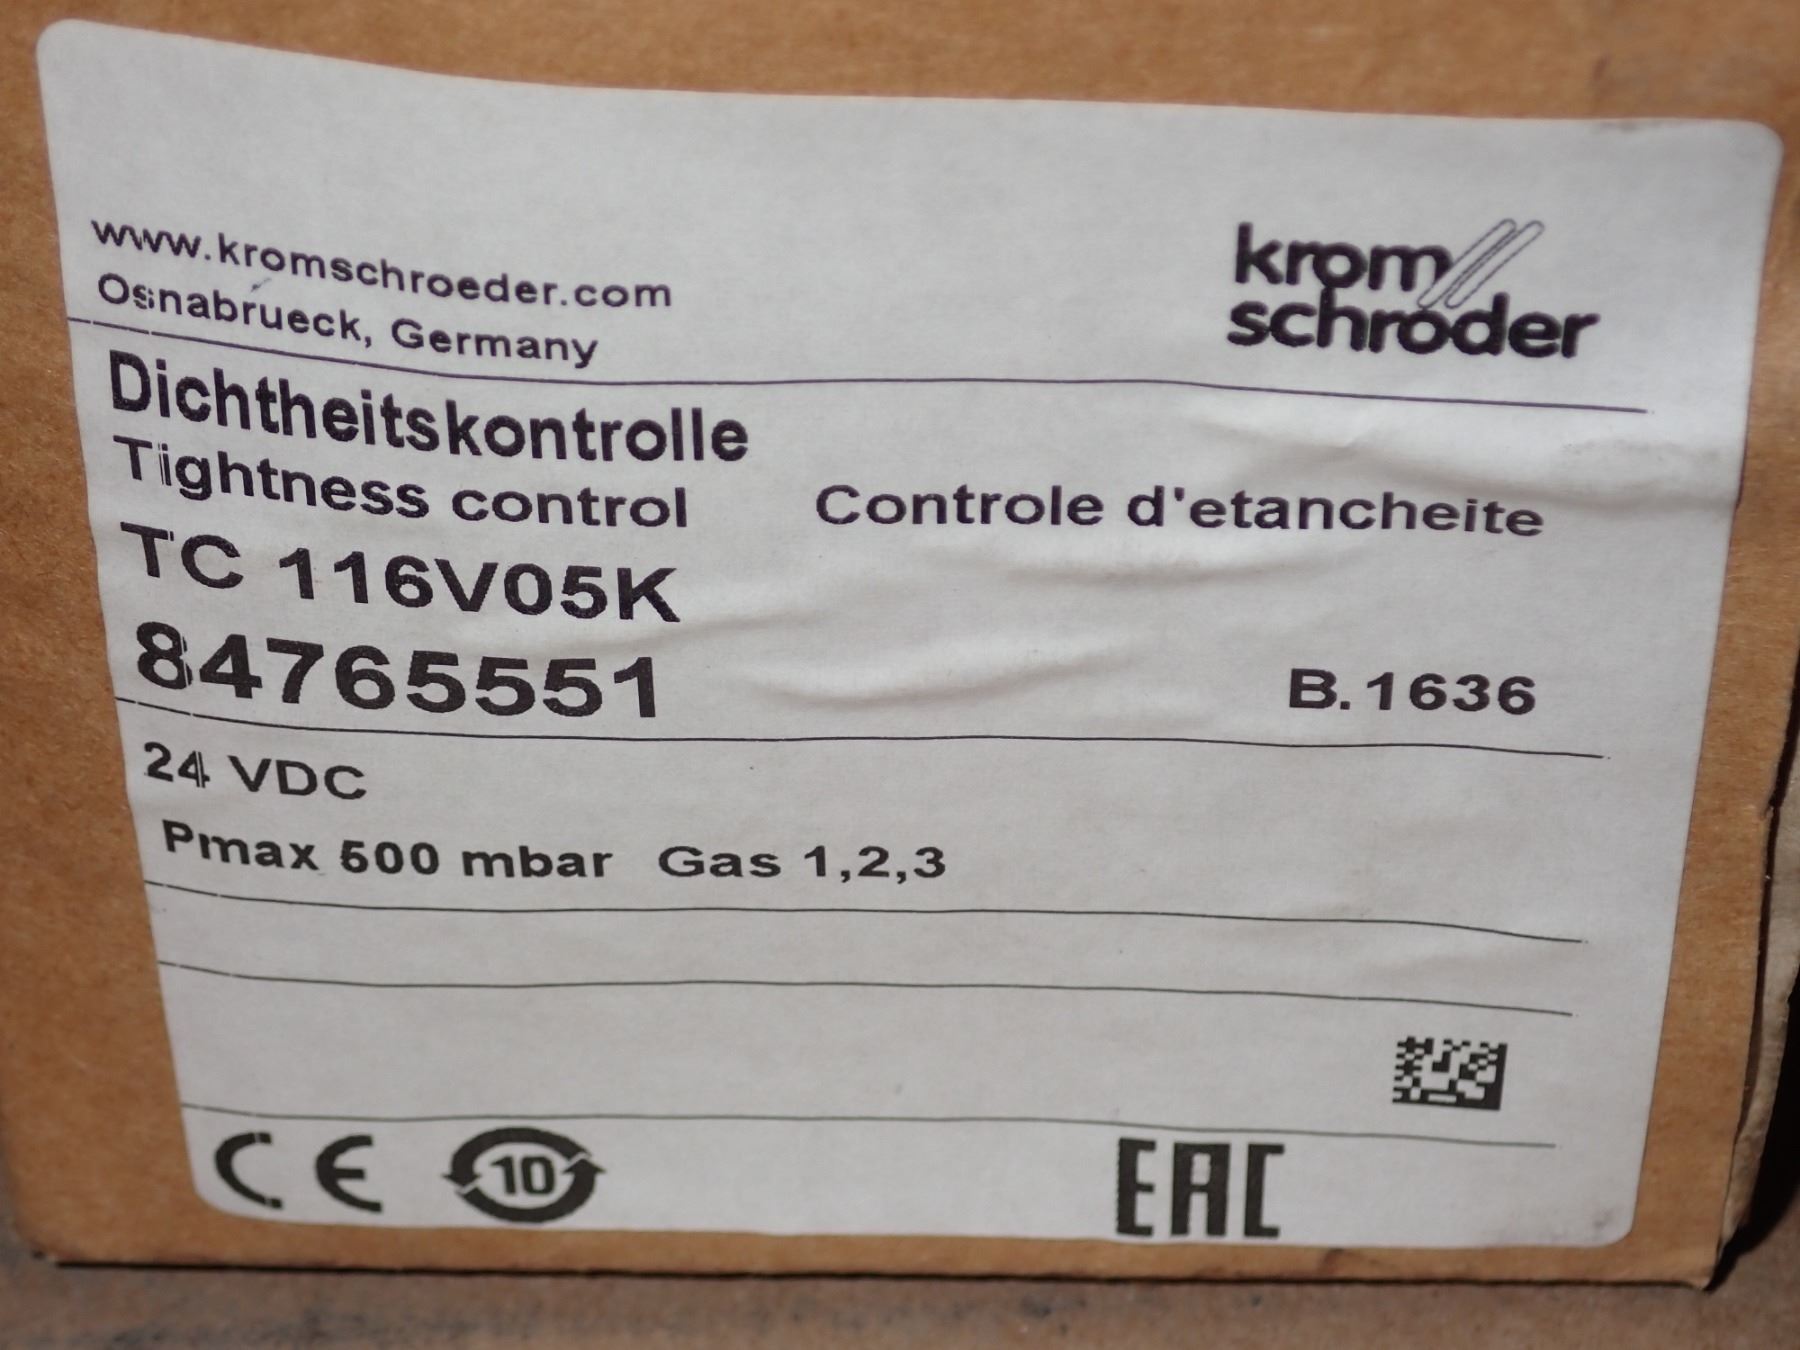 www.kromschroeder.com
Osnabrueck, Germany
krom
schröder
Dichtheitskontrolle
Tightness control Controle d'etancheite
TC 116V05K
84765551 B.1636
24 VDC
Pmax 500 mbar Gas 1,2,3
CE 10 EAC